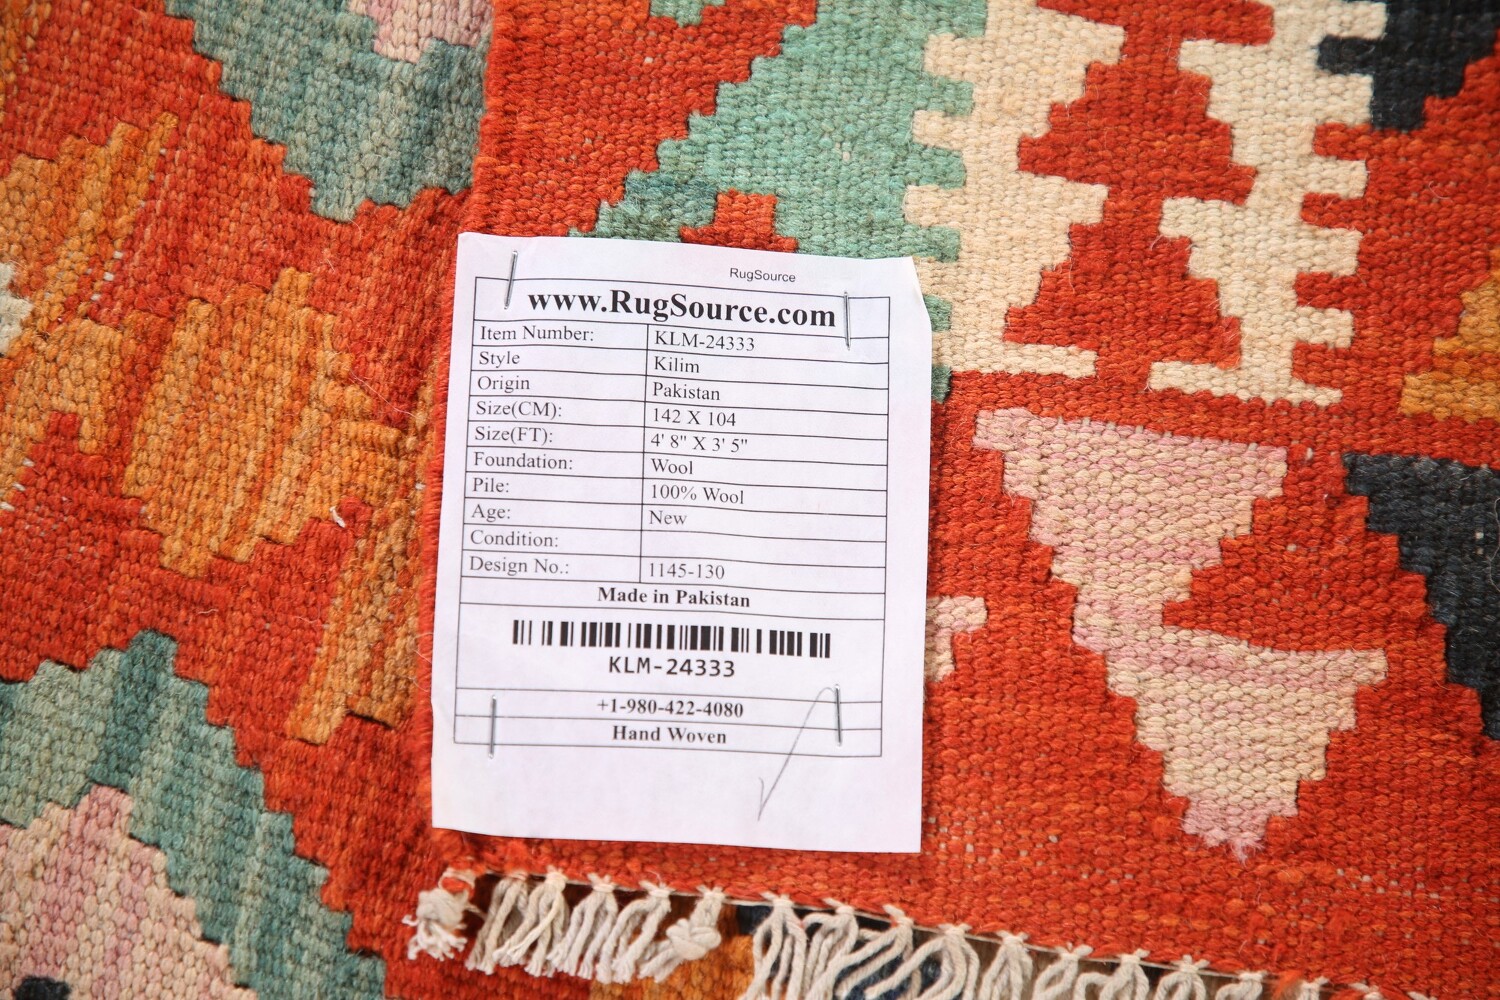 RugSource
www.RugSource.com
Item Number: KLM-24333
Style Kilim
Origin Pakistan
Size(CM): 142 X 104
Size(FT): 4' 8" X 3' 5"
Foundation: Wool
Pile: 100% Wool
Age: New
Condition:
Design No.: 1145-130
Made in Pakistan
KLM-24333
+1-980-422-4080
Hand Woven